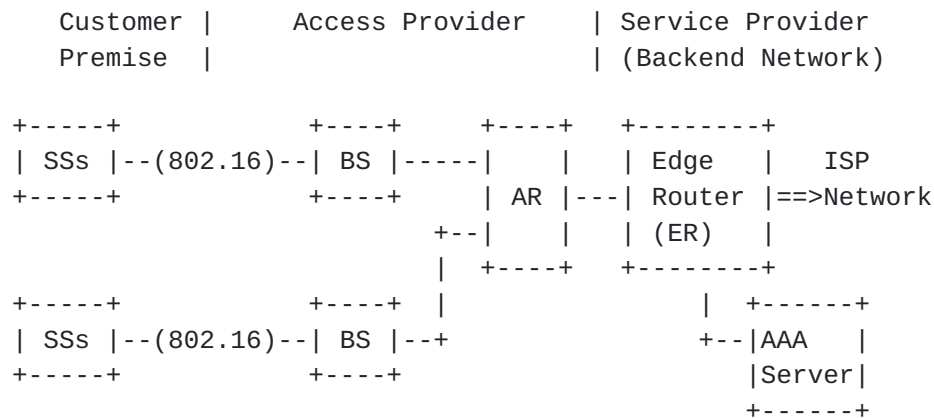 Customer |     Access Provider    | Service Provider
Premise  |                        | (Backend Network)
+-----+            +----+     +----+   +--------+
| SSs |--(802.16)--| BS |-----|    |   | Edge   |    ISP
+-----+            +----+     | AR |---| Router |==>Network
+--|    |   | (ER)   |
|  +----+   +--------+
+-----+            +----+  |                |  +------+
| SSs |--(802.16)--| BS |--+                +--|AAA   |
+-----+            +----+                      |Server|
+------+